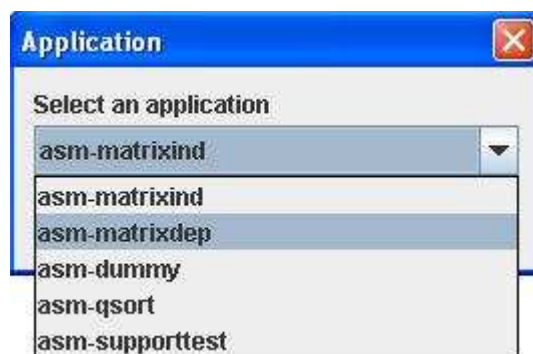 Application
Select an application
asm-matrixind
asm-matrixind
asm-matrixdep
asm-dummy
asm-qsort
asm-supporttest